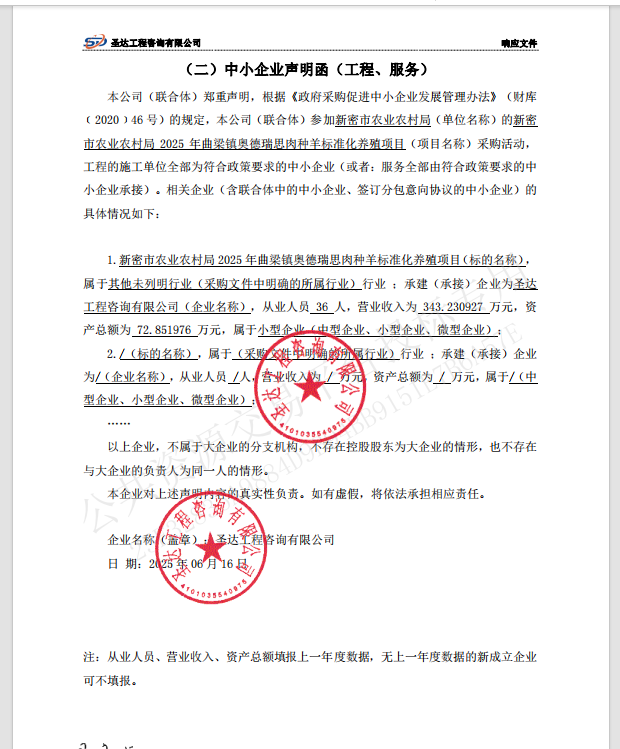 圣达工程咨询有限公司 响应文件
（二）中小企业声明函（工程、服务）
本公司（联合体）郑重声明，根据《政府采购促进中小企业发展管理办法》（财库
﹝2020﹞46 号）的规定，本公司（联合体）参加新密市农业农村局（单位名称）的新密
市农业农村局 2025 年曲梁镇奥德瑞思肉种羊标准化养殖项目（项目名称）采购活动，
工程的施工单位全部为符合政策要求的中小企业（或者：服务全部由符合政策要求的中
小企业承接）。相关企业（含联合体中的中小企业、签订分包意向协议的中小企业）的
具体情况如下：
1.新密市农业农村局 2025 年曲梁镇奥德瑞思肉种羊标准化养殖项目（标的名称），
属于其他未列明行业（采购文件中明确的所属行业）行业 ；承建（承接）企业为圣达
工程咨询有限公司（企业名称），从业人员 36 人，营业收入为 343.230927 万元，资
产总额为 72.851976 万元，属于小型企业（中型企业、小型企业、微型企业）；
2./（标的名称），属于（采购文件中明确的所属行业）行业 ；承建（承接）企业
为/（企业名称），从业人员 /人，营业收入为 / 万元，资产总额为 / 万元，属于/（中
型企业、小型企业、微型企业）；
……
以上企业，不属于大企业的分支机构，不存在控股股东为大企业的情形，也不存在
与大企业的负责人为同一人的情形。
本企业对上述声明内容的真实性负责。如有虚假，将依法承担相应责任。
企业名称（盖章）：圣达工程咨询有限公司
日 期：2025 年 06 月 16 日
注：从业人员、营业收入、资产总额填报上一年度数据，无上一年度数据的新成立企业
可不填报。
圣达工程咨询有限公司
4101035540975
圣达工程咨询有限公司
4101035540975